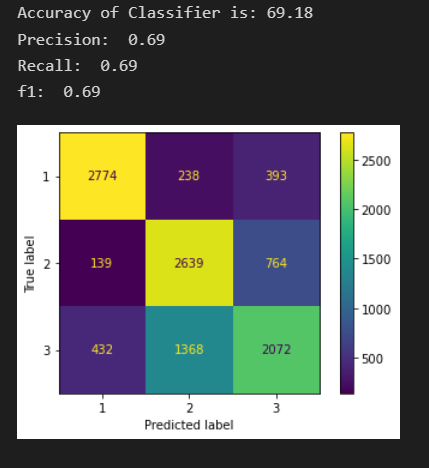 Accuracy of Classifier is: 69.18
Precision:  0.69
Recall:  0.69
f1:  0.69
2774 238 393
139 2639 764
432 1368 2072
1
2
3
True label
1 2 3
Predicted label
2500
2000
1500
1000
500